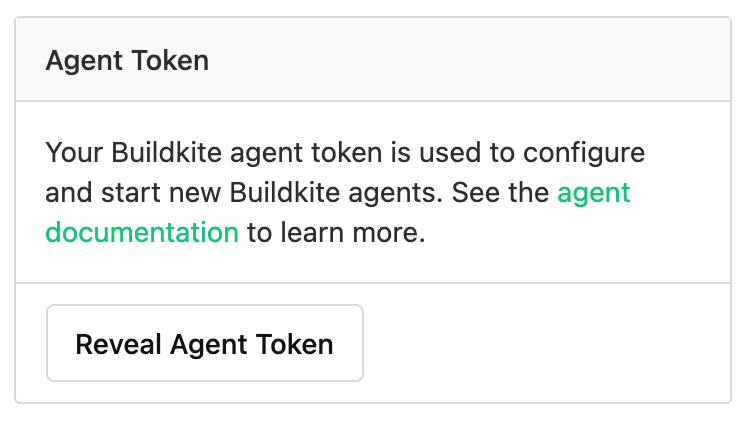 Agent Token
Your Buildkite agent token is used to configure
and start new Buildkite agents. See the agent
documentation to learn more.
Reveal Agent Token